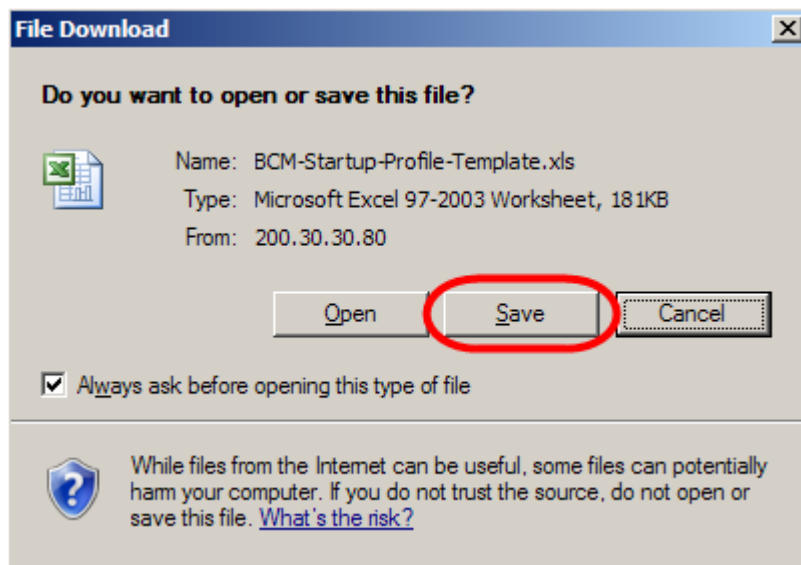 File Download
Do you want to open or save this file?
Name: BCM-Startup-Profile-Template.xls
Type: Microsoft Excel 97-2003 Worksheet, 181KB
From: 200.30.30.80
Open Save Cancel
Always ask before opening this type of file
While files from the Internet can be useful, some files can potentially
harm your computer. If you do not trust the source, do not open or
save this file. What's the risk?